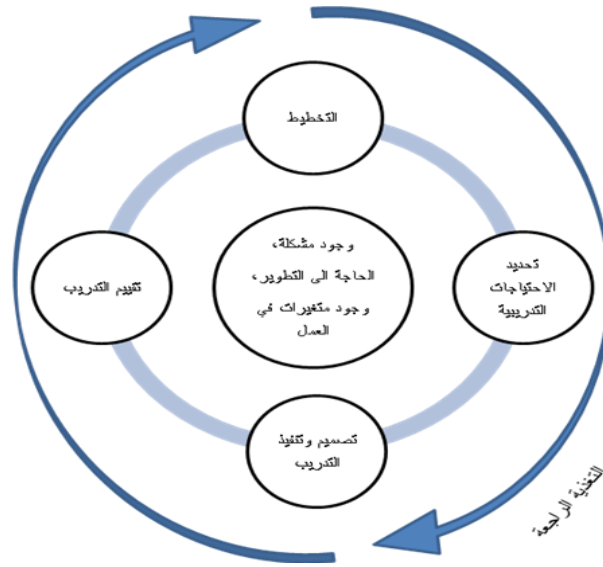 التخطيط
تحديد
الاحتياجات
التدريبية
وجود مشكلة،
الحاجة الى التطوير،
وجود متغيرات في
العمل
تقييم التدريب
تصميم وتنفيذ
التدريب
التغذية الراجعة